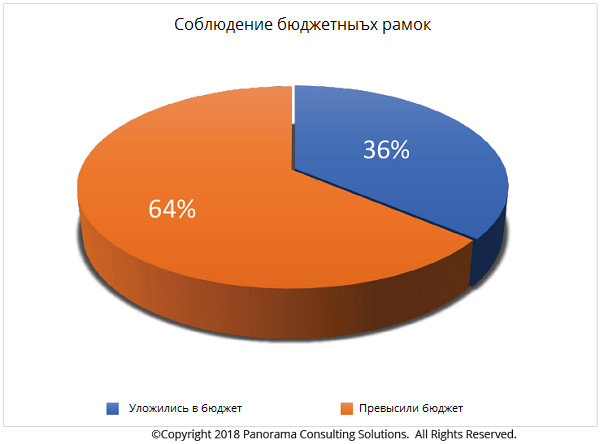 Соблюдение бюджетныъх рамок
36%
64%
Уложились в бюджет
Превысили бюджет
©Copyright 2018 Panorama Consulting Solutions. All Rights Reserved.